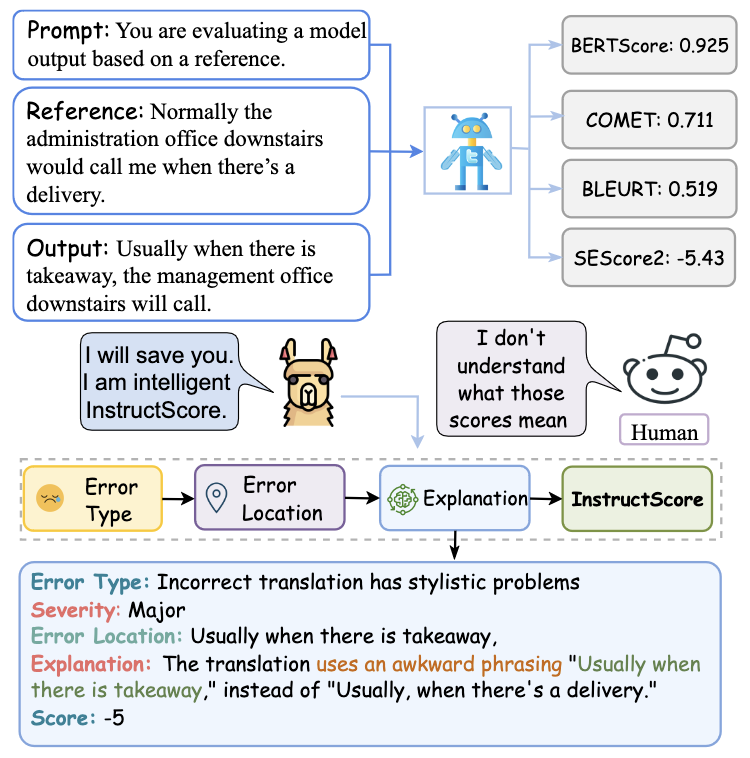 Prompt: You are evaluating a model
output based on a reference.
Reference: Normally the
administration office downstairs
would call me when there’s a
delivery.
Output: Usually when there is
takeaway, the management office
downstairs will call.
BERTScore: 0.925
COMET: 0.711
BLEURT: 0.519
SEScore2: -5.43
I will save you.
I am intelligent
InstructScore.
I don't
understand
what those
scores mean
Human
Error
Type
Error
Location
Explanation
InstructScore
Error Type: Incorrect translation has stylistic problems
Severity: Major
Error Location: Usually when there is takeaway,
Explanation: The translation uses an awkward phrasing "Usually when
there is takeaway," instead of "Usually, when there's a delivery."
Score: -5